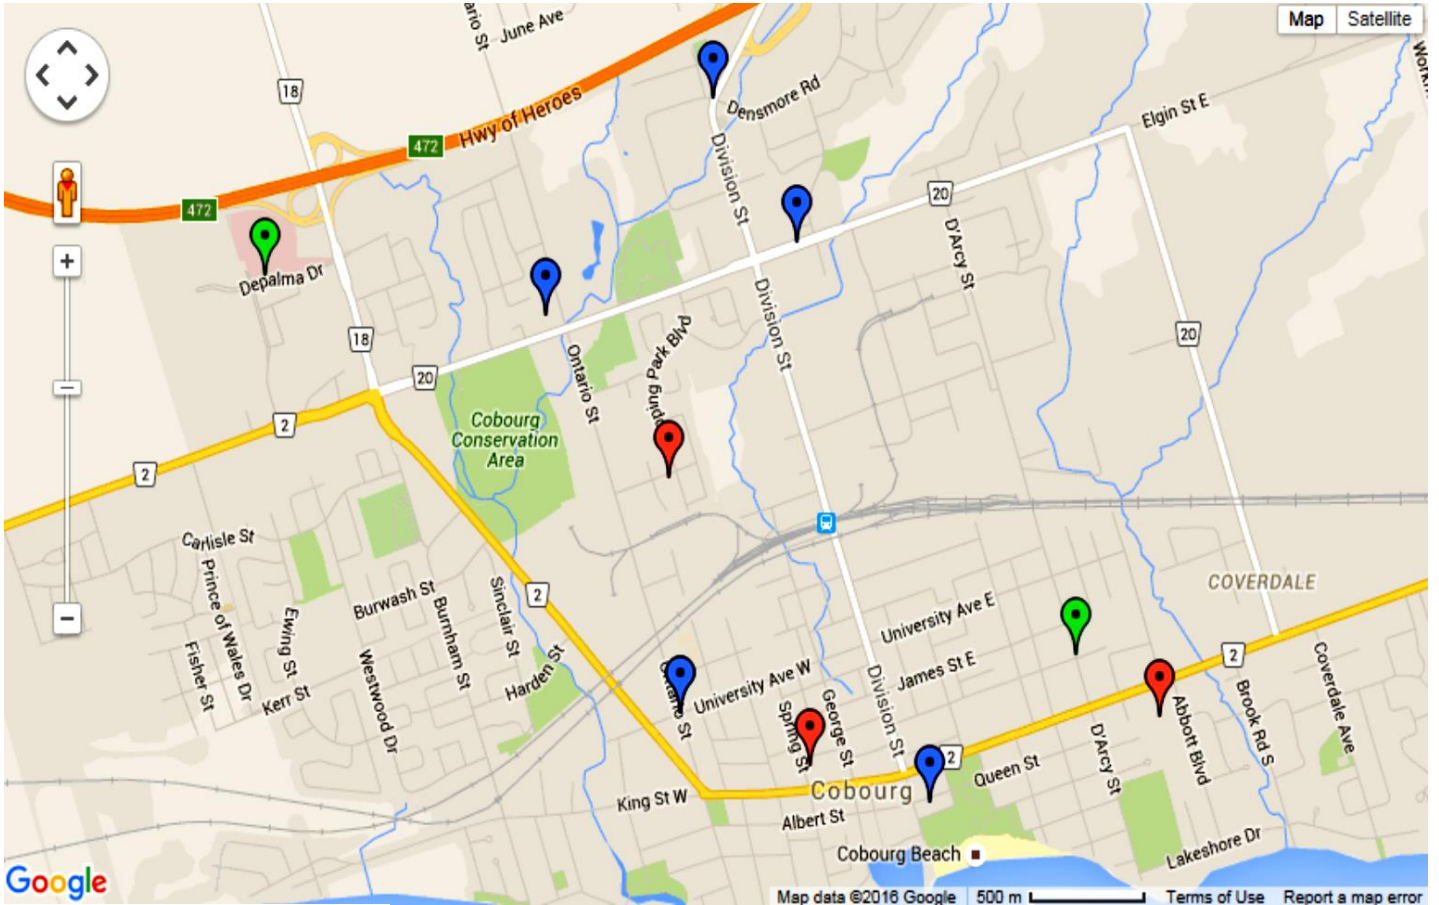 Map
Satellite
ario St
June Ave
18
472
Hwy of Heroes
Densmore Rd
Elgin St E
Division St
20
472
D'Arcy St
Depalma Dr
Division St
18
20
Park Blvd
Ontario St
20
2
2
Cobourg
Conservation
Area
Carlisle St
COVERDALE
Prince of Wales Dr
Burwash St
Sinclair St
2
Burnham St
Ewing St
University Ave E
Fisher St
Kerr St
Westwood Dr
Harden St
University Ave W
James St E
2
Coverdale Ave
Brook Rd S
Abbott Blvd
Spring St
George St
Division St
D'Arcy St
2
Queen St
King St W
Cobourg
Albert St
Cobourg Beach
Lakeshore Dr
Google
Map data ©2016 Google
500 m
Terms of Use
Report a map error